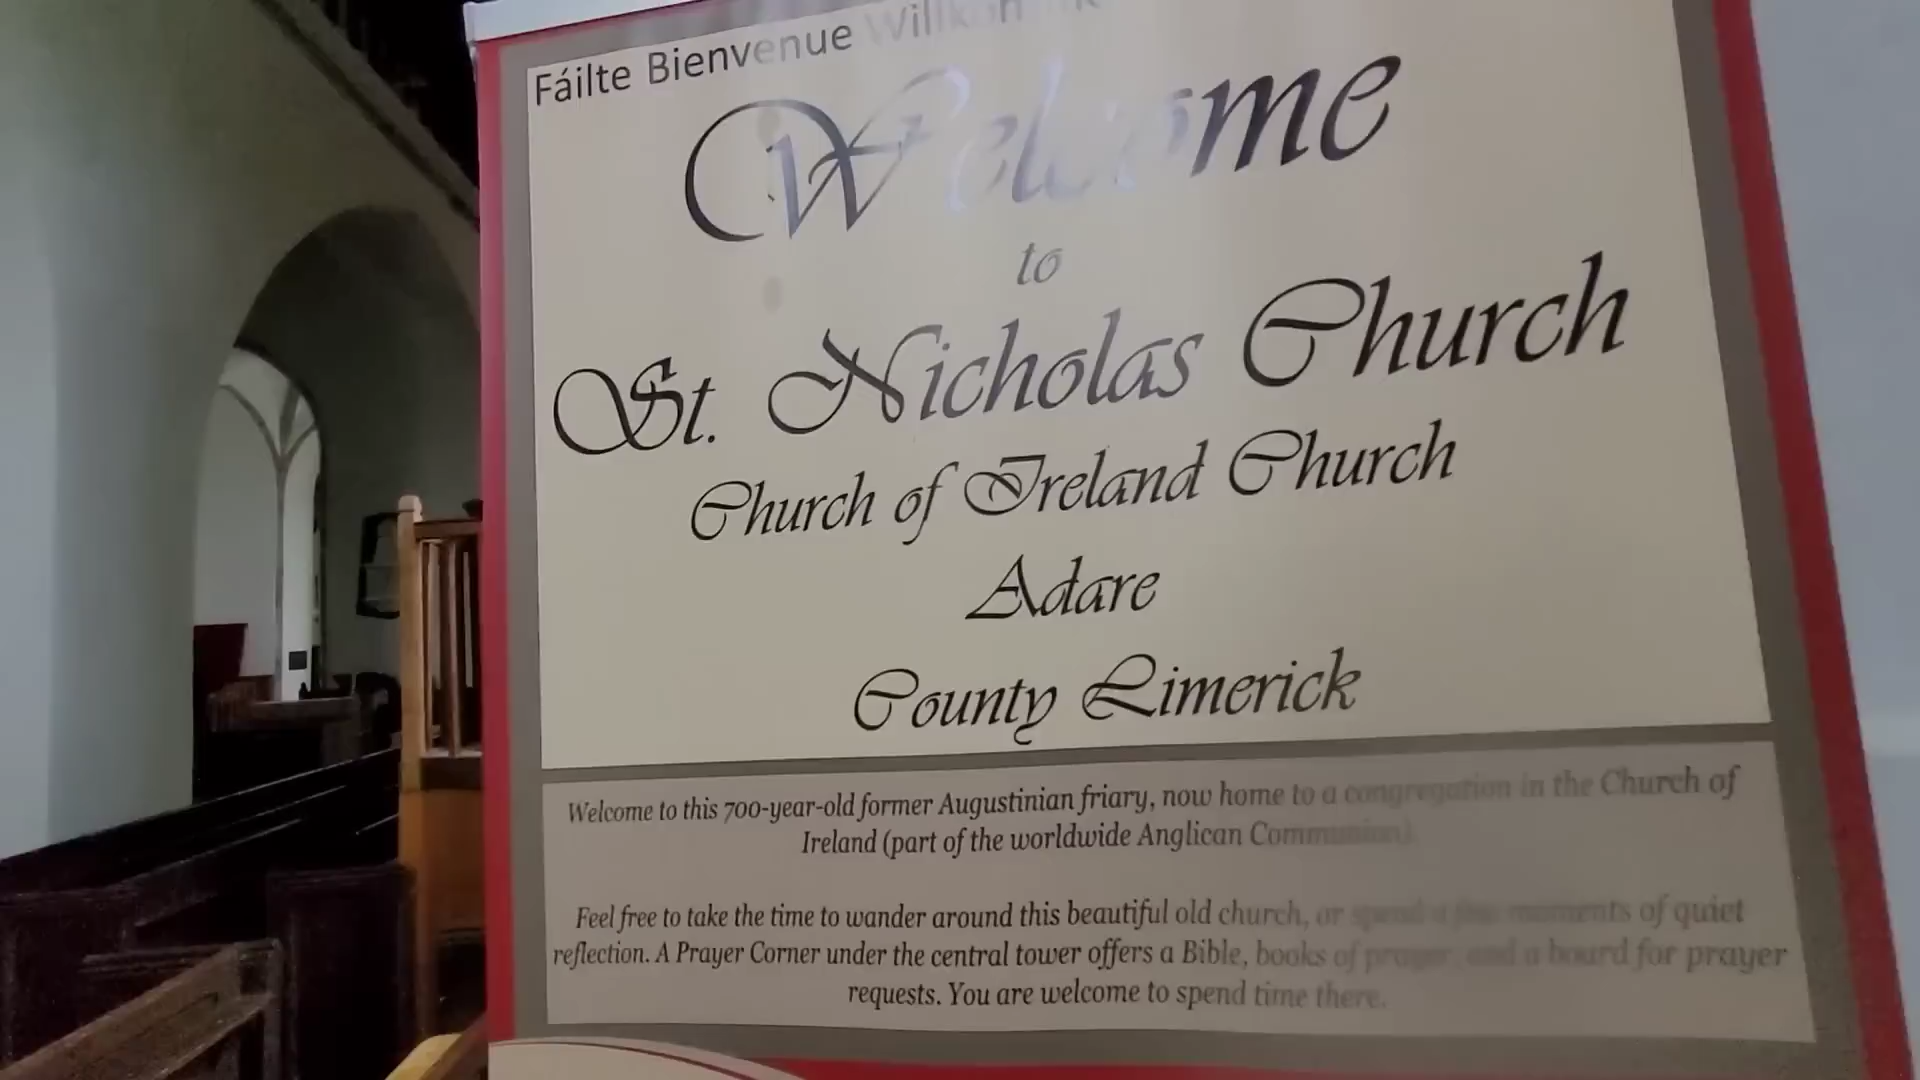 Fáilte Bienvenue
Welcome
to
St. Nicholas Church
Church of Ireland Church
Adare
County Limerick
Welcome to this 700-year-old former Augustinian friary, now home to a congregation in the Church of
Ireland (part of the worldwide Anglican Communion).
Feel free to take the time to wander around this beautiful old church, or spend a few moments of quiet
reflection. A Prayer Corner under the central tower offers a Bible, books of prayer, and a board for prayer
requests. You are welcome to spend time there.